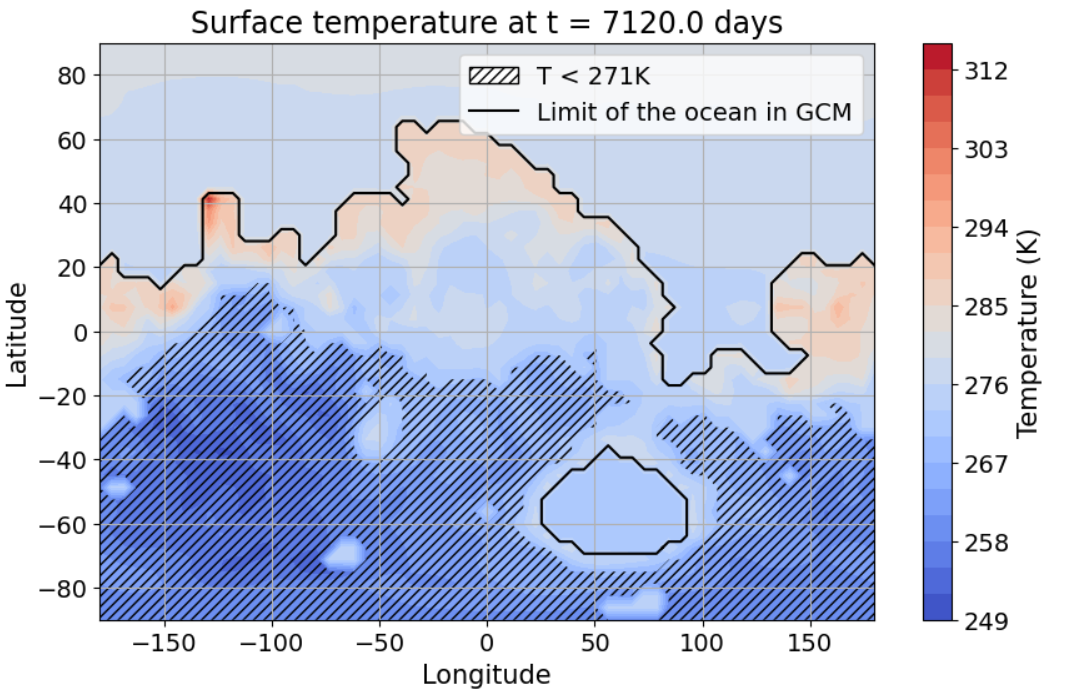 Surface temperature at t = 7120.0 days
T < 271K
Limit of the ocean in GCM
80
60
40
20
0
−20
−40
−60
−80
Latitude
−150 −100 −50 0 50 100 150
Longitude
312
303
294
285
276
267
258
249
Temperature (K)